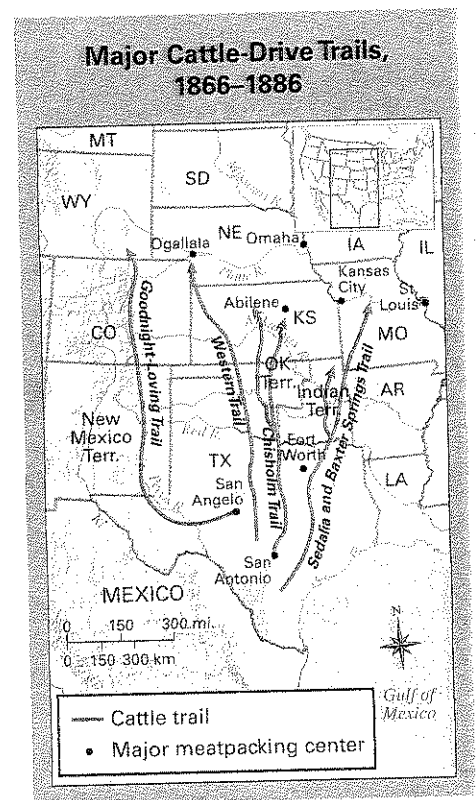 Major Cattle-Drive Trails,
1866–1886
MT
WY
SD
Ogallala
NE
Omaha
IA
IL
Platte R.
Kansas
City
St.
Louis
Abilene
KS
CO
MO
Goodnight-Loving Trail
Western Trail
OK
Terr.
Indian
Terr.
AR
New
Mexico
Terr.
Red R.
TX
Fort
Worth
Chisholm Trail
Sedalia and Baxter Springs Trail
LA
San
Angelo
San
Antonio
MEXICO
0 150 300 mi.
0 150 300 km
N
Gulf of
Mexico
Cattle trail
Major meatpacking center